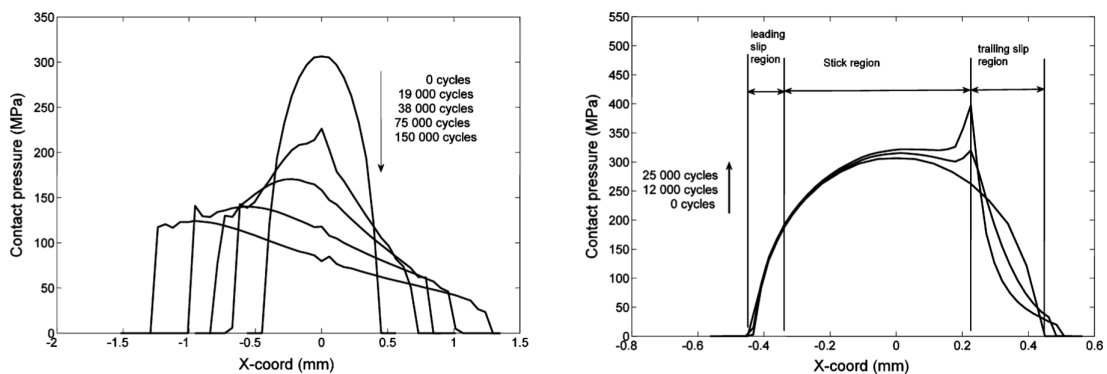 350
300
250
200
150
100
50
0
Contact pressure (MPa)
0 cycles
19 000 cycles
38 000 cycles
75 000 cycles
150 000 cycles
-2
-1.5
-1
-0.5
0
0.5
1
1.5
X-coord (mm)
550
500
450
400
350
300
250
200
150
100
50
0
Contact pressure (MPa)
leading
slip
region
Stick region
trailing slip
region
25 000 cycles
12 000 cycles
0 cycles
-0.8
-0.6
-0.4
-0.2
0
0.2
0.4
0.6
X-coord (mm)